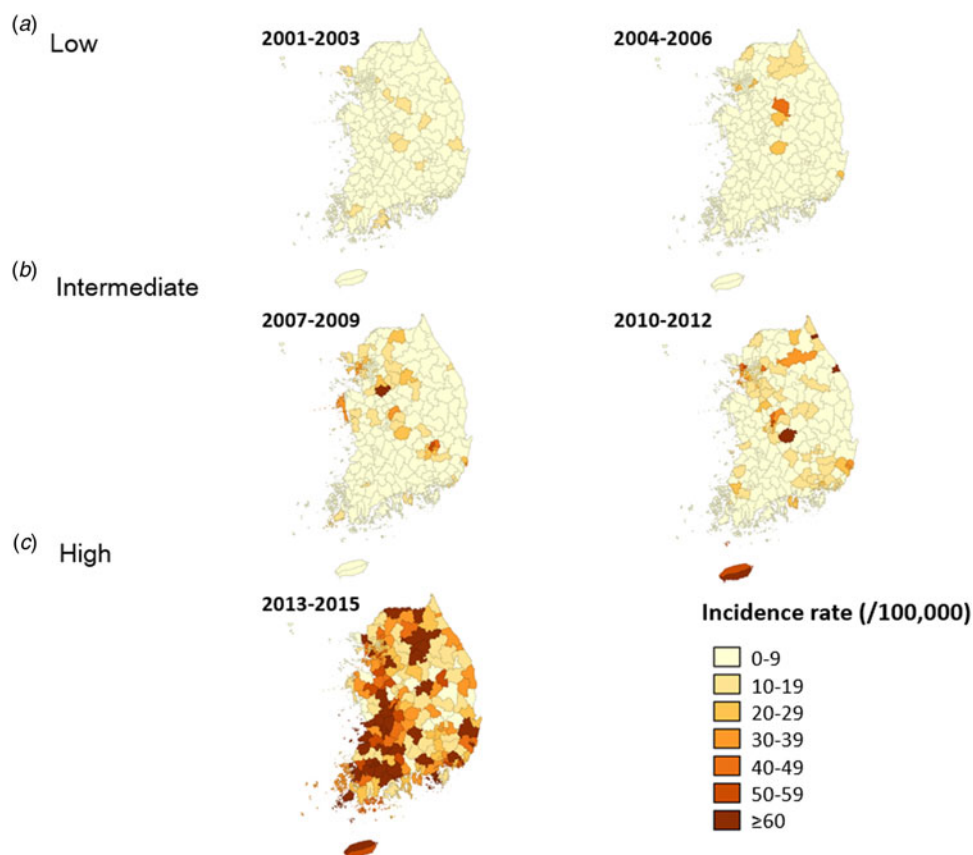 (a)
Low
2001-2003
2004-2006
(b)
Intermediate
2007-2009
2010-2012
(c)
High
2013-2015
Incidence rate (/100,000)
0-9
10-19
20-29
30-39
40-49
50-59
≥60